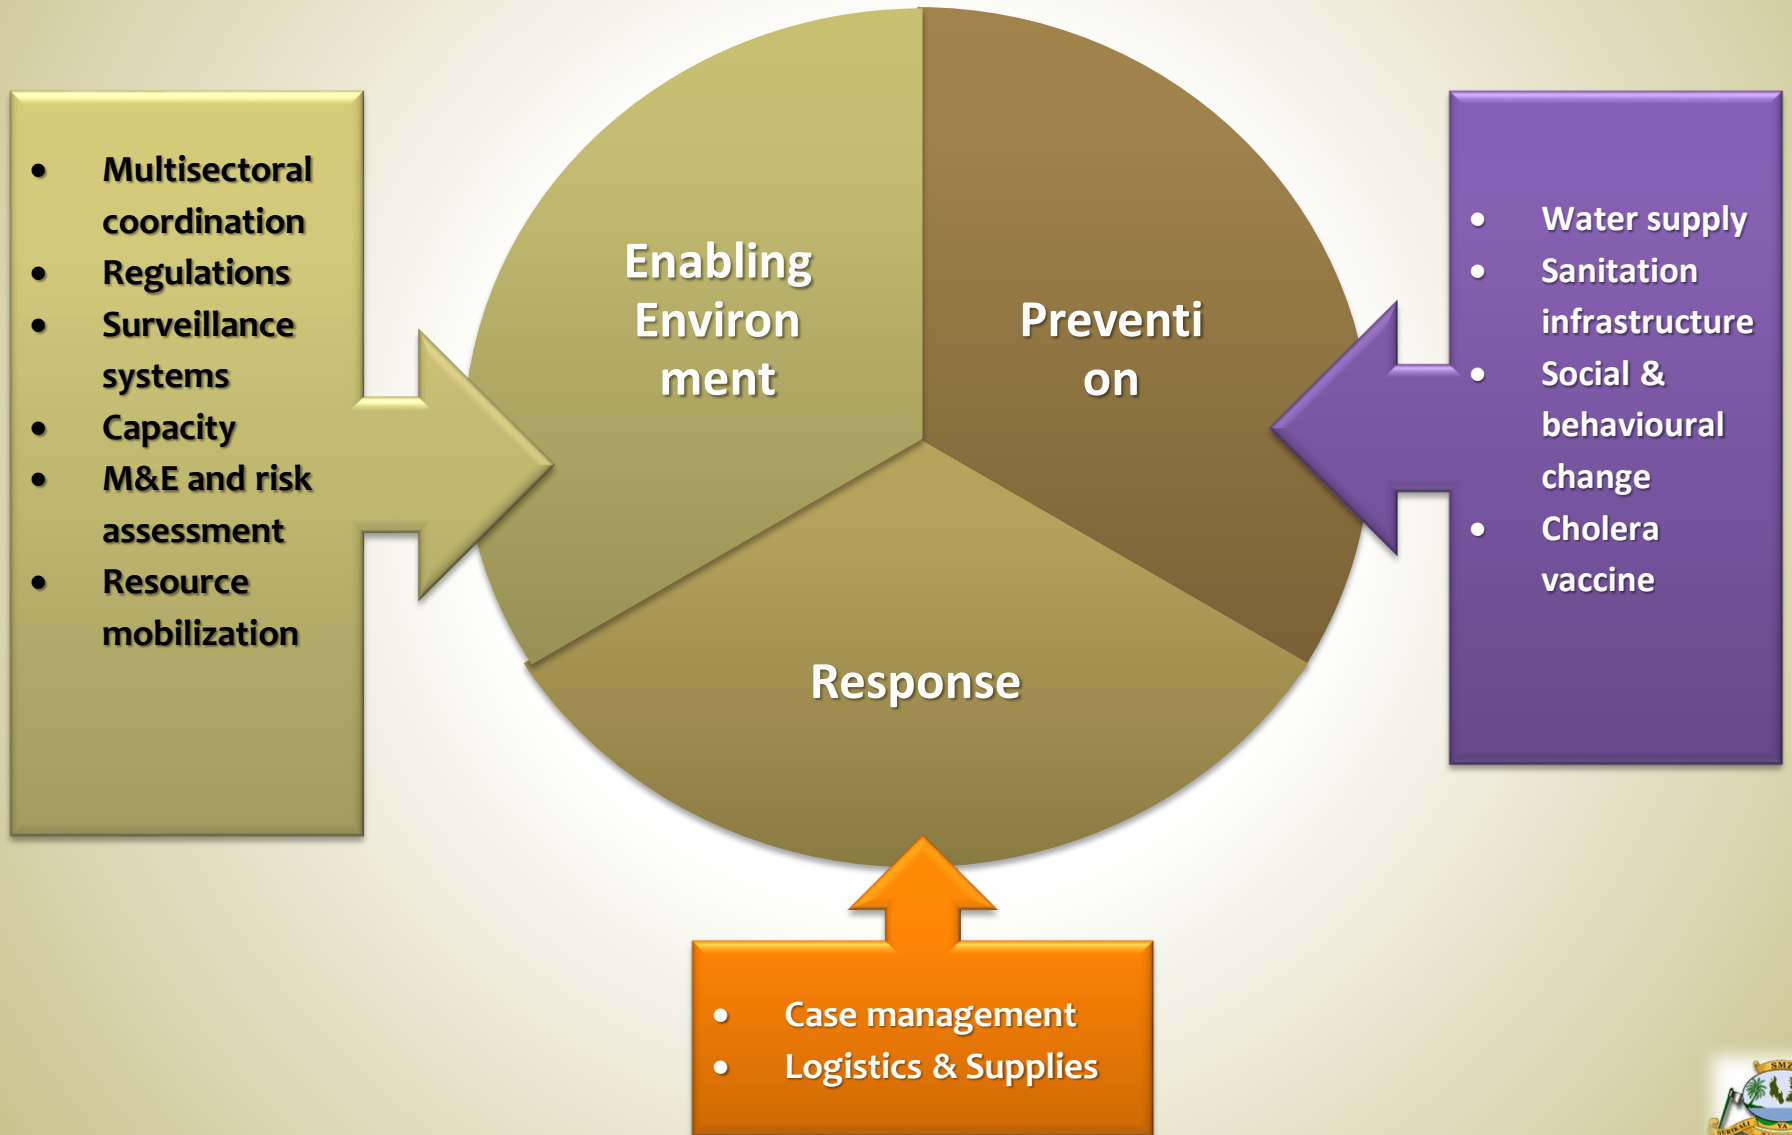 • Multisectoral
coordination
• Regulations
• Surveillance
systems
• Capacity
• M&E and risk
assessment
• Resource
mobilization
Enabling
Environ
ment
Preventi
on
Response
• Water supply
• Sanitation
infrastructure
• Social &
behavioural
change
• Cholera
vaccine
• Case management
• Logistics & Supplies
SMZ